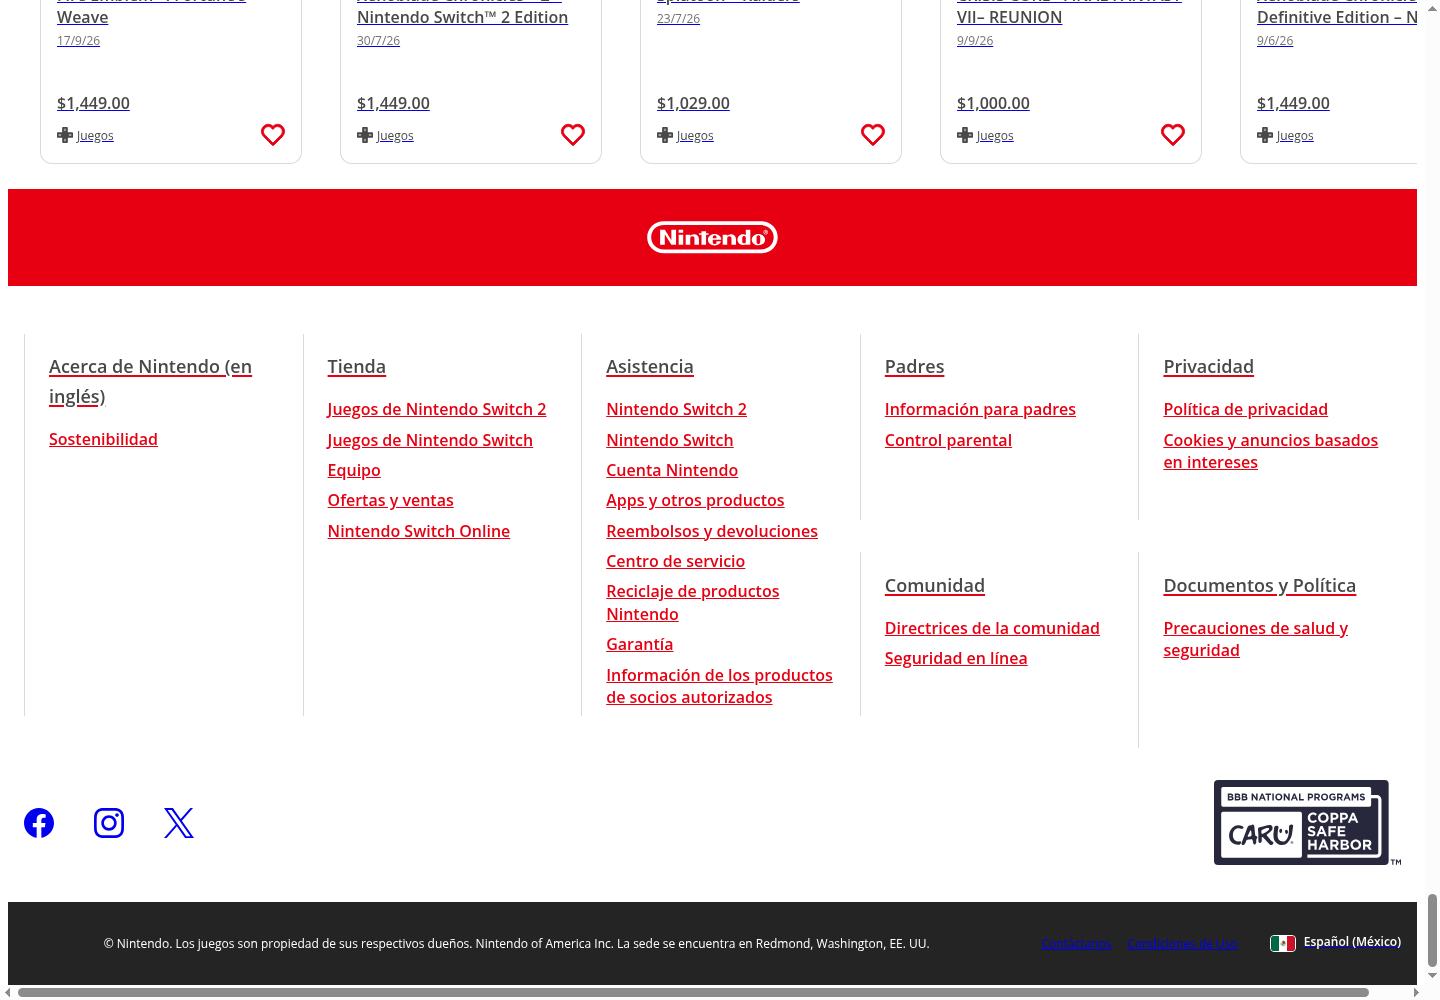 Weave
17/9/26
$1,449.00
Juegos
Nintendo Switch™ 2 Edition
30/7/26
$1,449.00
Juegos
23/7/26
$1,029.00
Juegos
VII– REUNION
9/9/26
$1,000.00
Juegos
Definitive Edition – N
9/6/26
$1,449.00
Juegos
Nintendo®
Acerca de Nintendo (en
inglés)
Sostenibilidad
Tienda
Juegos de Nintendo Switch 2
Juegos de Nintendo Switch
Equipo
Ofertas y ventas
Nintendo Switch Online
Asistencia
Nintendo Switch 2
Nintendo Switch
Cuenta Nintendo
Apps y otros productos
Reembolsos y devoluciones
Centro de servicio
Reciclaje de productos
Nintendo
Garantía
Información de los productos
de socios autorizados
Padres
Información para padres
Control parental
Comunidad
Directrices de la comunidad
Seguridad en línea
Privacidad
Política de privacidad
Cookies y anuncios basados
en intereses
Documentos y Política
Precauciones de salud y
seguridad
BBB NATIONAL PROGRAMS
CARU
COPPA
SAFE
HARBOR
TM
© Nintendo. Los juegos son propiedad de sus respectivos dueños. Nintendo of America Inc. La sede se encuentra en Redmond, Washington, EE. UU.
Contáctanos
Condiciones de uso
Español (México)